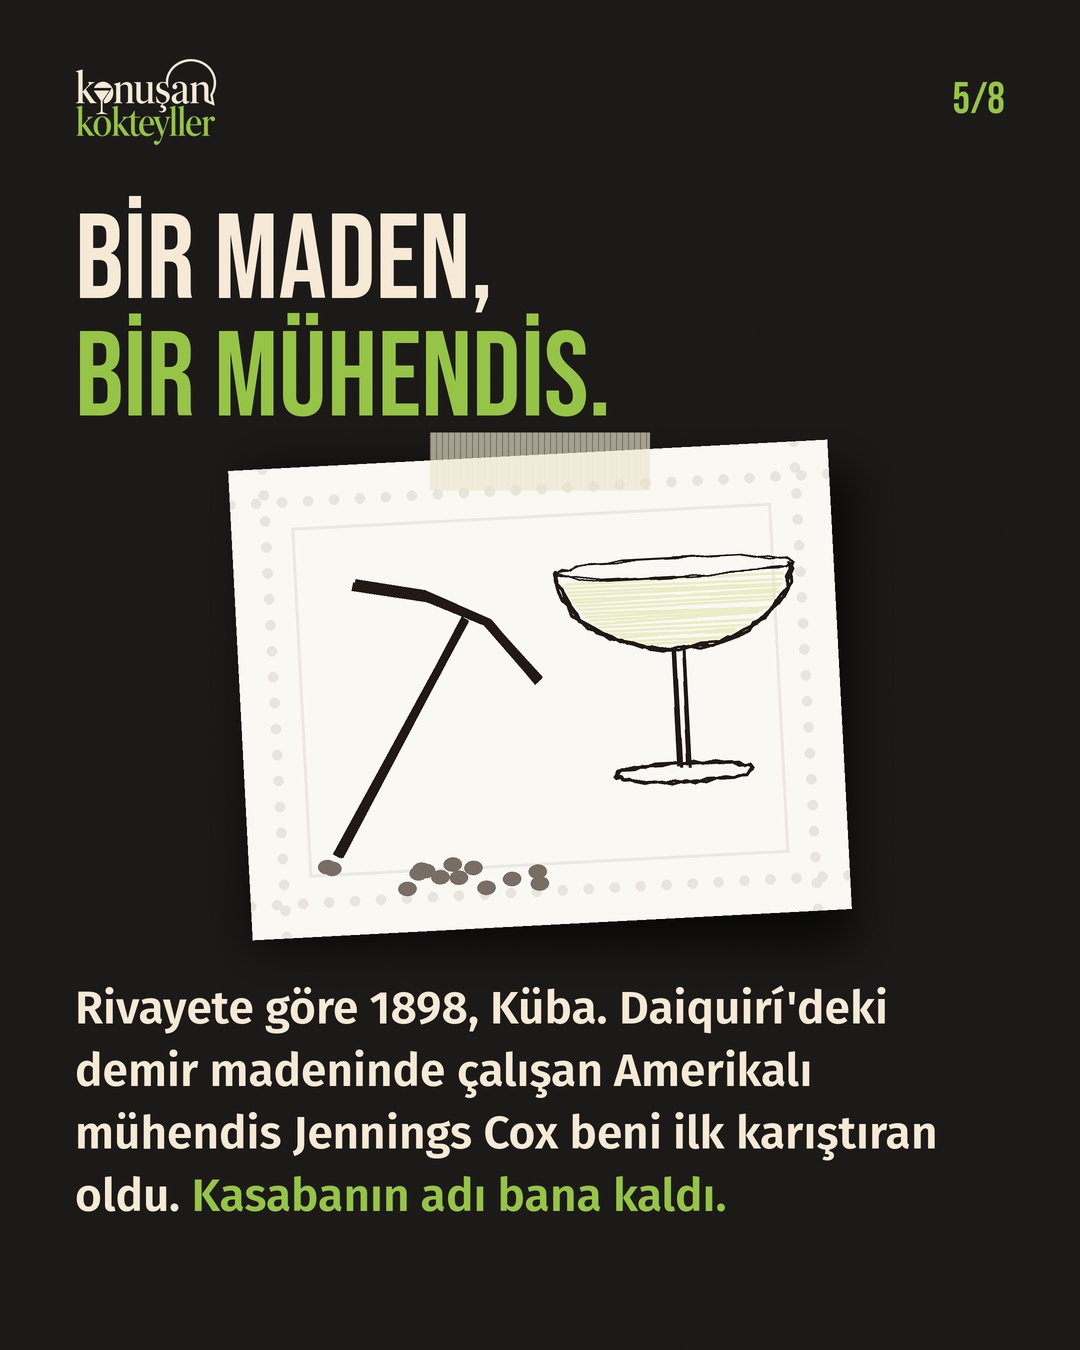 konuşan
kokteyller
5/8
BİR MADEN,
BİR MÜHENDİS.
Rivayete göre 1898, Küba. Daiquirí'deki
demir madeninde çalışan Amerikalı
mühendis Jennings Cox beni ilk karıştıran
oldu. Kasabanın adı bana kaldı.